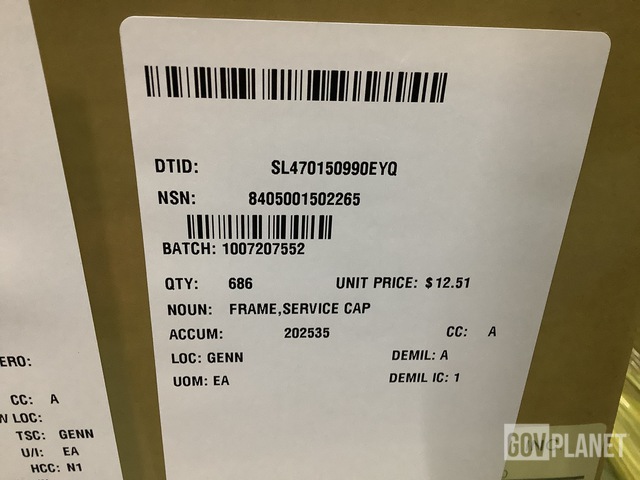 DTID: SL470150990EYQ
NSN: 8405001502265
BATCH: 1007207552
QTY: 686 UNIT PRICE: $12.51
NOUN: FRAME,SERVICE CAP
ACCUM: 202535 CC: A
LOC: GENN DEMIL: A
UOM: EA DEMIL IC: 1
ERO:
CC: A
LOC:
TSC: GENN
U/I: EA
HCC: N1
GOVPLANET